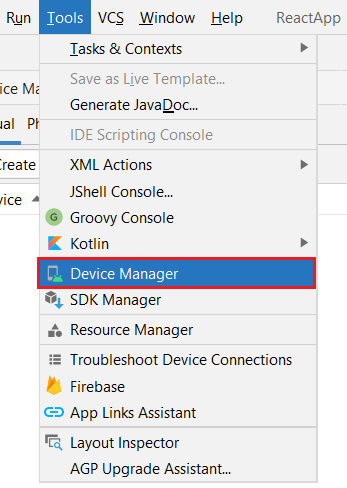 Run Tools VCS Window Help ReactApp
Tasks & Contexts
Save as Live Template...
ice Ma
Generate JavaDoc...
ual Ph
IDE Scripting Console
Create
XML Actions
JShell Console...
vice
G Groovy Console
Kotlin
Device Manager
SDK Manager
Resource Manager
Troubleshoot Device Connections
Firebase
App Links Assistant
Layout Inspector
AGP Upgrade Assistant...